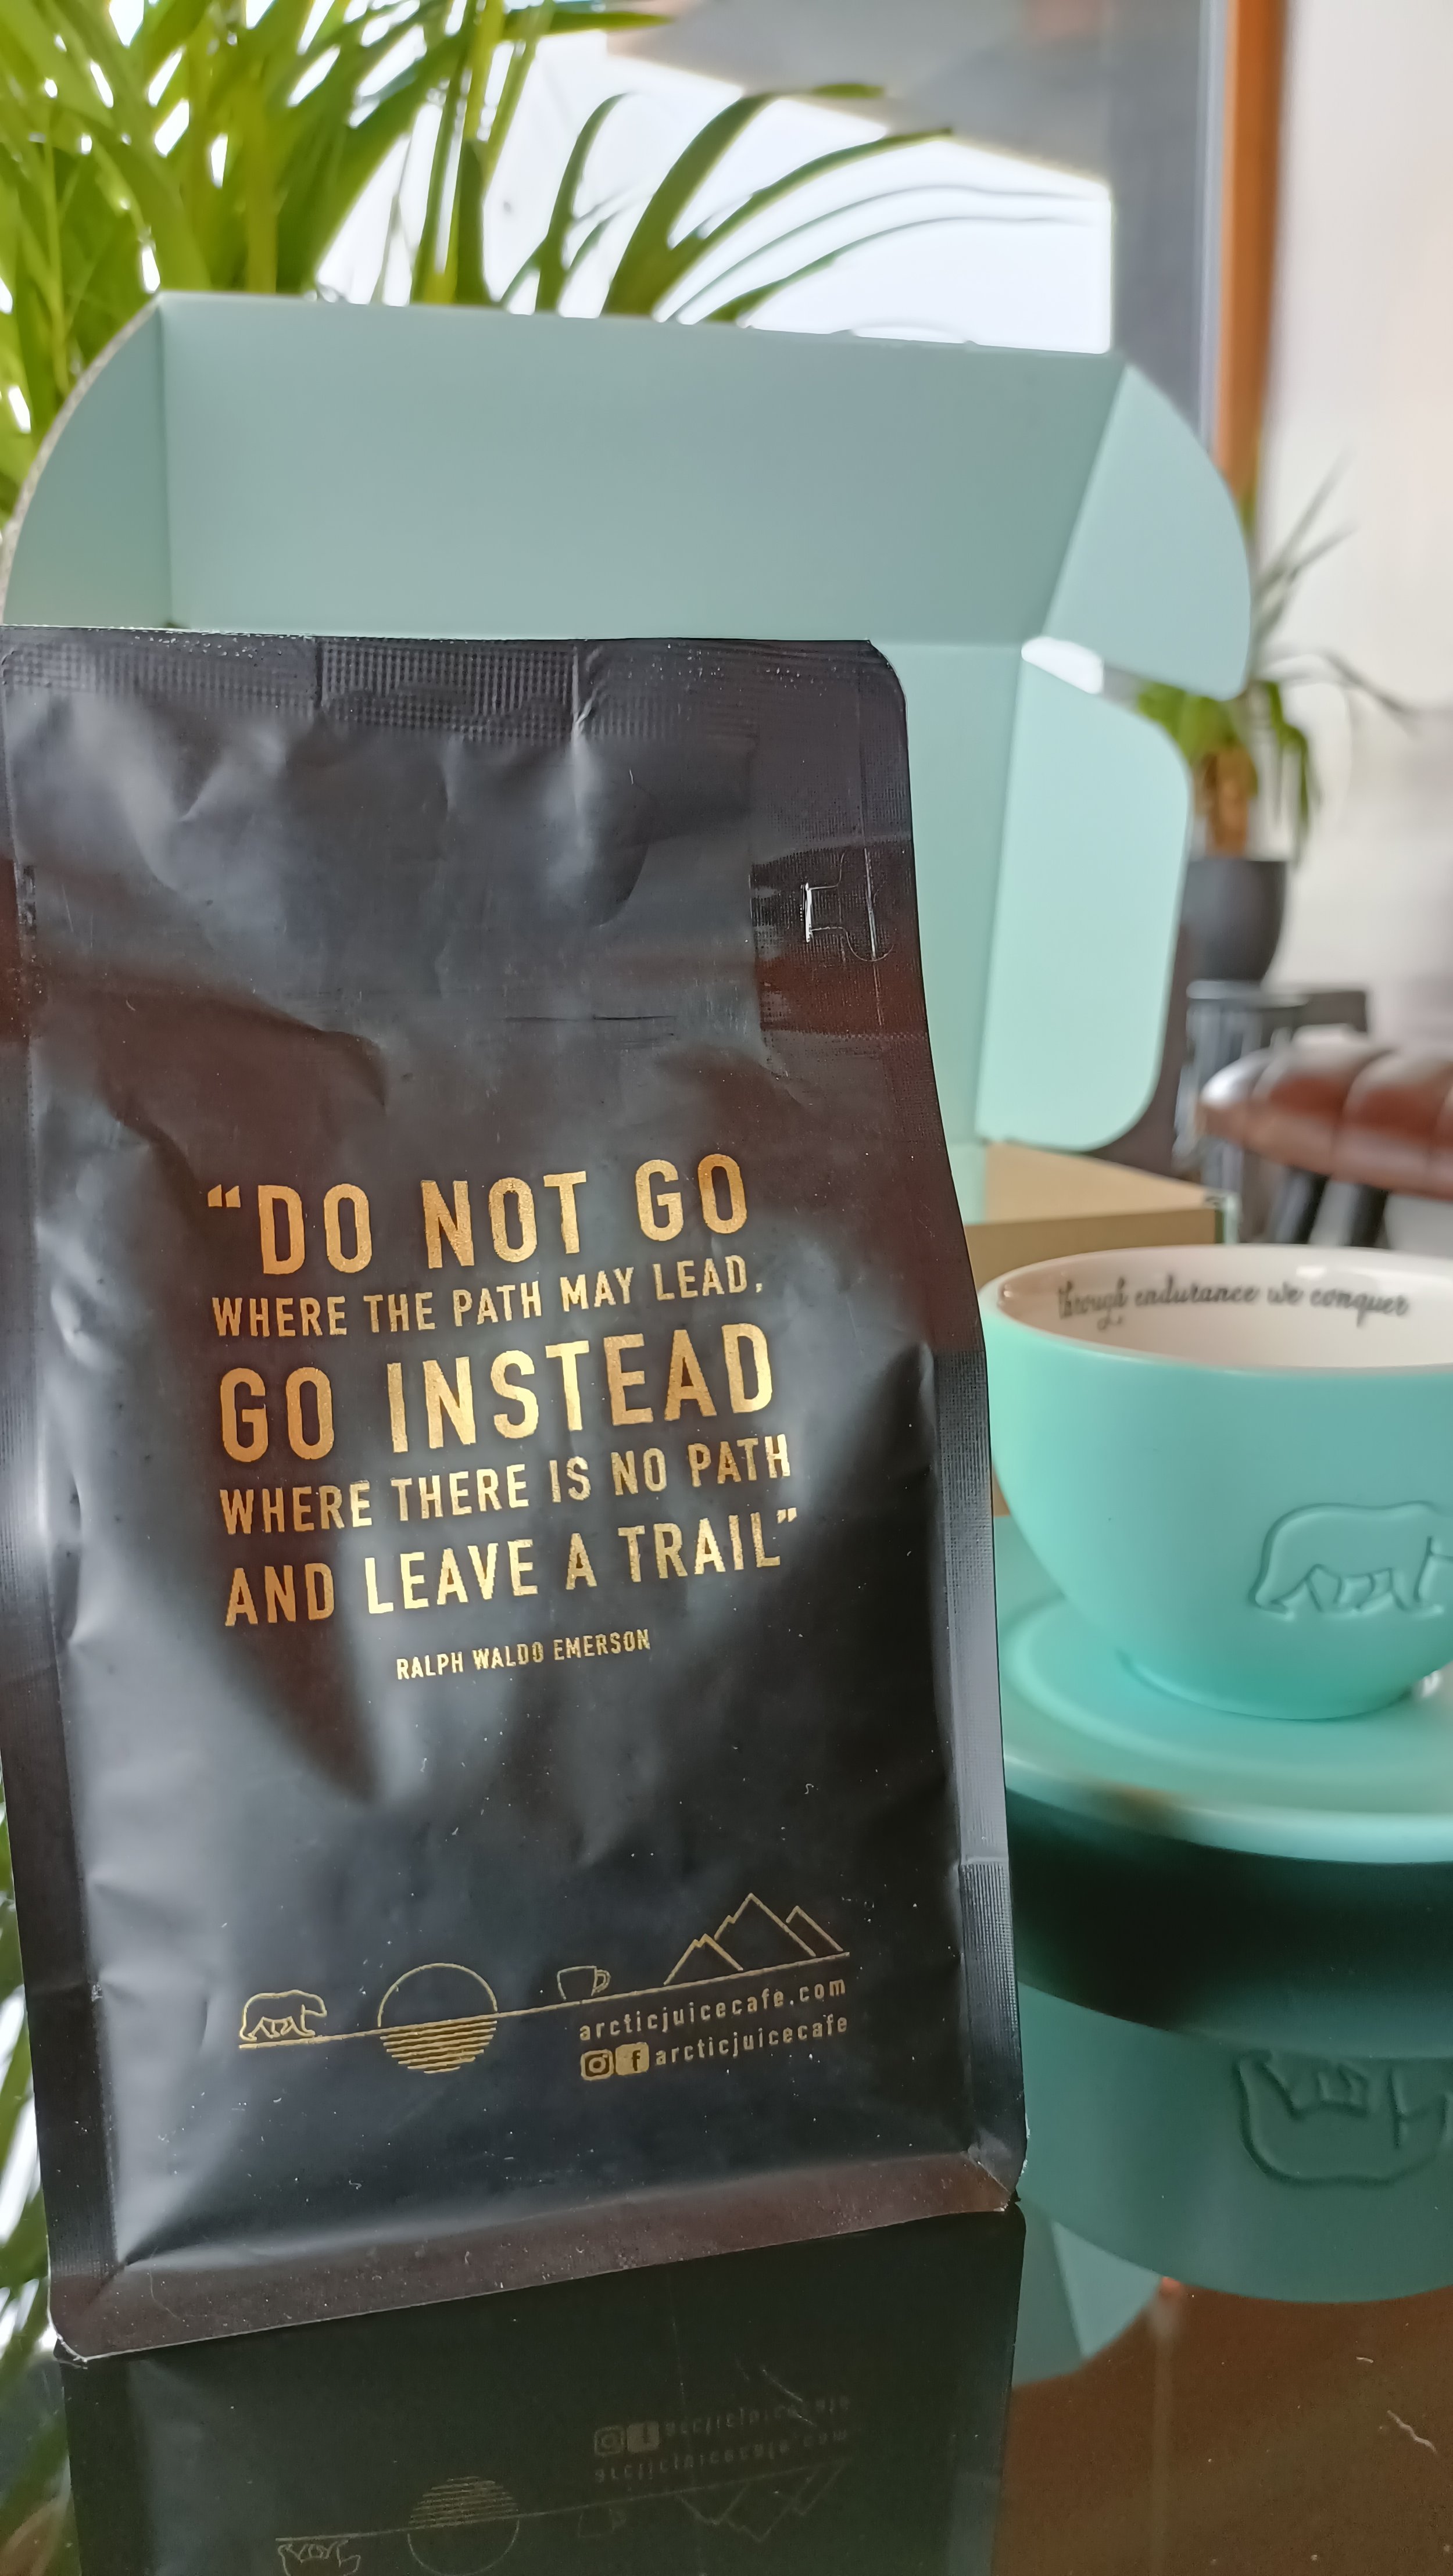 “DO NOT GO
WHERE THE PATH MAY LEAD,
GO INSTEAD
WHERE THERE IS NO PATH
AND LEAVE A TRAIL”
RALPH WALDO EMERSON
arcticjuicecafe.com
arcticjuicecafe
through endurance we conquer